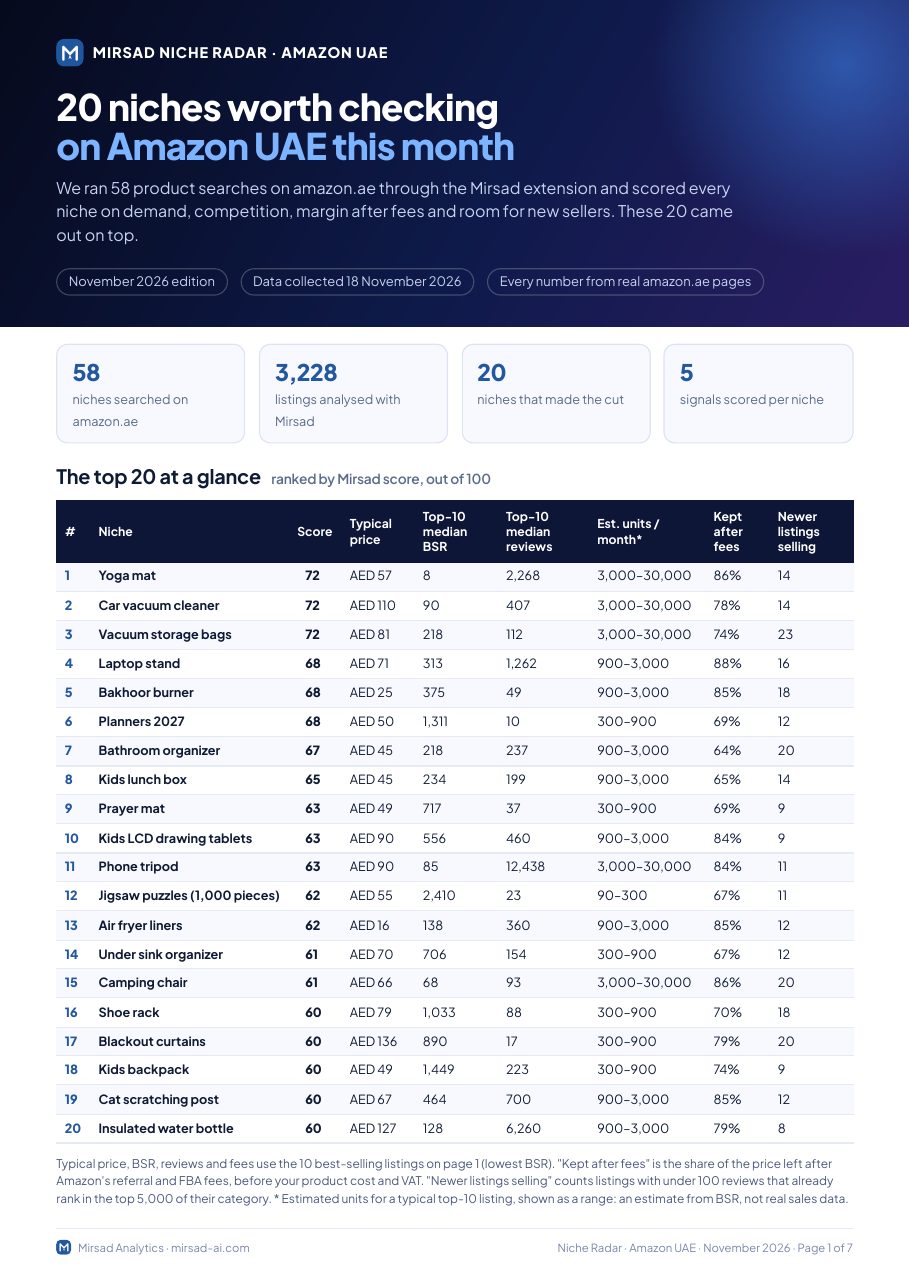 MIRSAD NICHE RADAR · AMAZON UAE
20 niches worth checking
on Amazon UAE this month
We ran 58 product searches on amazon.ae through the Mirsad extension and scored every
niche on demand, competition, margin after fees and room for new sellers. These 20 came
out on top.
November 2026 edition
Data collected 18 November 2026
Every number from real amazon.ae pages
58
niches searched on
amazon.ae
3,228
listings analysed with
Mirsad
20
niches that made the cut
5
signals scored per niche
The top 20 at a glance ranked by Mirsad score, out of 100
# Niche Score Typical price Top-10 median BSR Top-10 median reviews Est. units / month* Kept after fees Newer listings selling
1 Yoga mat 72 AED 57 8 2,268 3,000–30,000 86% 14
2 Car vacuum cleaner 72 AED 110 90 407 3,000–30,000 78% 14
3 Vacuum storage bags 72 AED 81 218 112 3,000–30,000 74% 23
4 Laptop stand 68 AED 71 313 1,262 900–3,000 88% 16
5 Bakhoor burner 68 AED 25 375 49 900–3,000 85% 18
6 Planners 2027 68 AED 50 1,311 10 300–900 69% 12
7 Bathroom organizer 67 AED 45 218 237 900–3,000 64% 20
8 Kids lunch box 65 AED 45 234 199 900–3,000 65% 14
9 Prayer mat 63 AED 49 717 37 300–900 69% 9
10 Kids LCD drawing tablets 63 AED 90 556 460 900–3,000 84% 9
11 Phone tripod 63 AED 90 85 12,438 3,000–30,000 84% 11
12 Jigsaw puzzles (1,000 pieces) 62 AED 55 2,410 23 90–300 67% 11
13 Air fryer liners 62 AED 16 138 360 900–3,000 85% 12
14 Under sink organizer 61 AED 70 706 154 300–900 67% 12
15 Camping chair 61 AED 66 68 93 3,000–30,000 86% 20
16 Shoe rack 60 AED 79 1,033 88 300–900 70% 18
17 Blackout curtains 60 AED 136 890 17 300–900 79% 20
18 Kids backpack 60 AED 49 1,449 223 300–900 74% 9
19 Cat scratching post 60 AED 67 464 700 900–3,000 85% 12
20 Insulated water bottle 60 AED 127 128 6,260 900–3,000 79% 8
Typical price, BSR, reviews and fees use the 10 best-selling listings on page 1 (lowest BSR). "Kept after fees" is the share of the price left after
Amazon's referral and FBA fees, before your product cost and VAT. "Newer listings selling" counts listings with under 100 reviews that already
rank in the top 5,000 of their category. * Estimated units for a typical top-10 listing, shown as a range: an estimate from BSR, not real sales data.
Mirsad Analytics · mirsad-ai.com
Niche Radar · Amazon UAE · November 2026 · Page 1 of 7